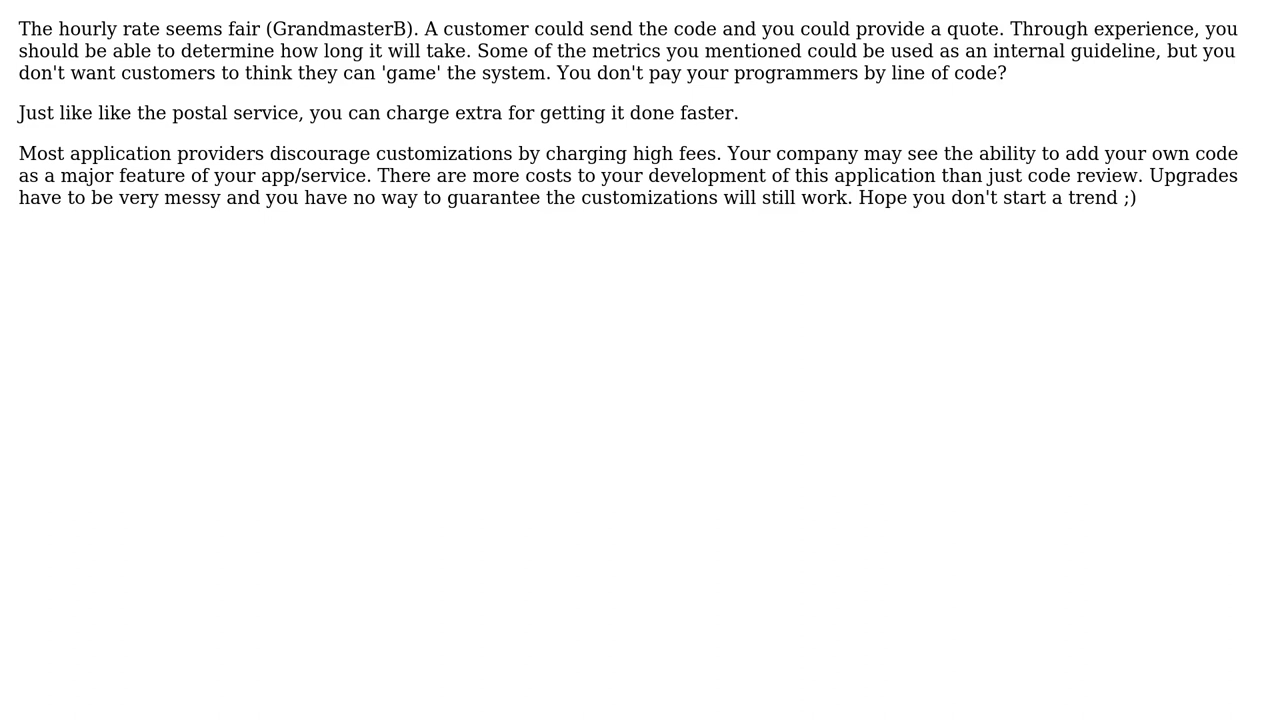 The hourly rate seems fair (GrandmasterB). A customer could send the code and you could provide a quote. Through experience, you
should be able to determine how long it will take. Some of the metrics you mentioned could be used as an internal guideline, but you
don't want customers to think they can 'game' the system. You don't pay your programmers by line of code?
Just like like the postal service, you can charge extra for getting it done faster.
Most application providers discourage customizations by charging high fees. Your company may see the ability to add your own code
as a major feature of your app/service. There are more costs to your development of this application than just code review. Upgrades
have to be very messy and you have no way to guarantee the customizations will still work. Hope you don't start a trend ;)